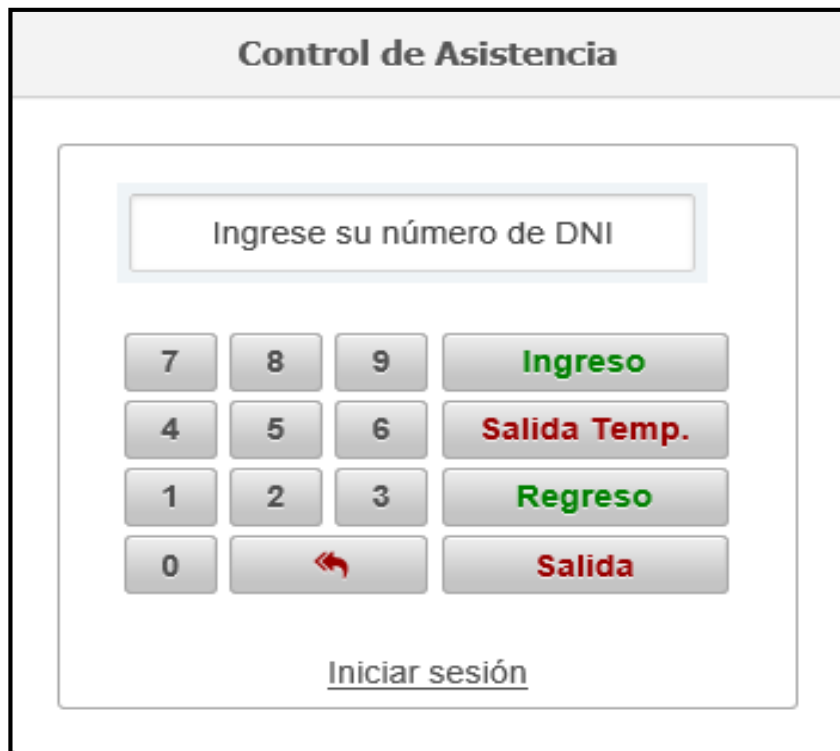 Control de Asistencia
Ingrese su número de DNI
7 8 9 Ingreso
4 5 6 Salida Temp.
1 2 3 Regreso
0 Salida
Iniciar sesión